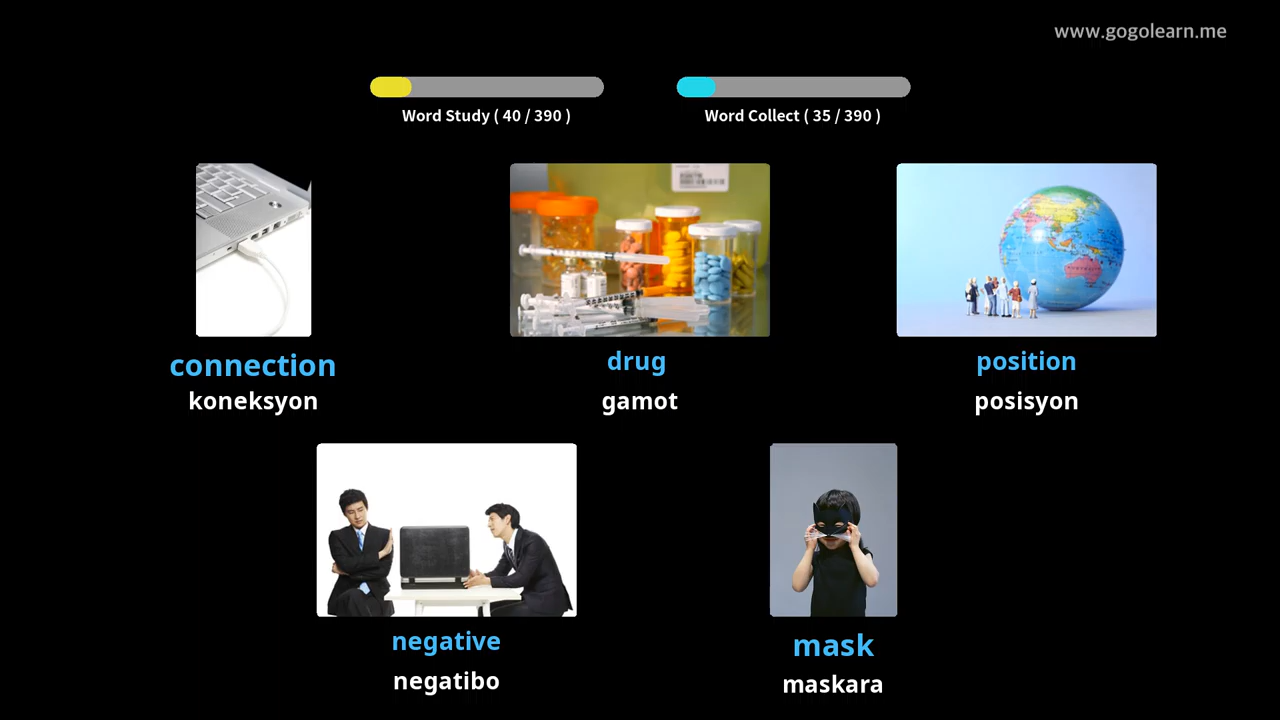 www.gogolearn.me
Word Study ( 40 / 390 )
Word Collect ( 35 / 390 )
connection
koneksyon
drug
gamot
position
posisyon
negative
negatibo
mask
maskara